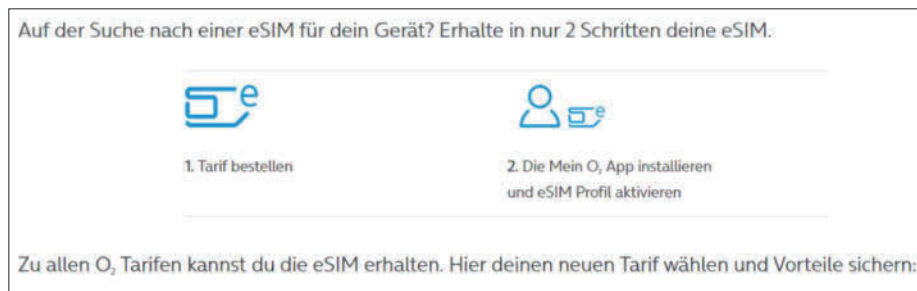 Auf der Suche nach einer eSIM für dein Gerät? Erhalte in nur 2 Schritten deine eSIM.
e
e
1. Tarif bestellen
2. Die Mein O₂ App installieren
und eSIM Profil aktivieren
Zu allen O₂ Tarifen kannst du die eSIM erhalten. Hier deinen neuen Tarif wählen und Vorteile sichern: